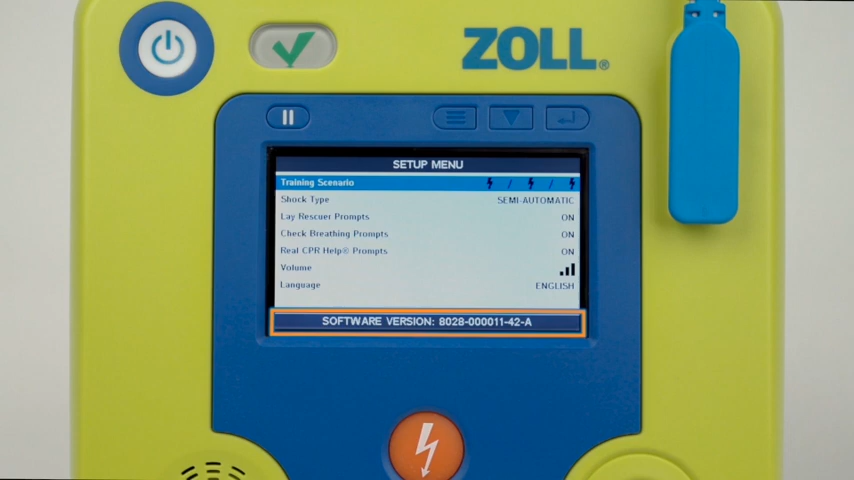 ZOLL®
SETUP MENU
Training Scenario / /
Shock Type SEMI-AUTOMATIC
Lay Rescuer Prompts ON
Check Breathing Prompts ON
Real CPR Help® Prompts ON
Volume
Language ENGLISH
SOFTWARE VERSION: 8028-000011-42-A